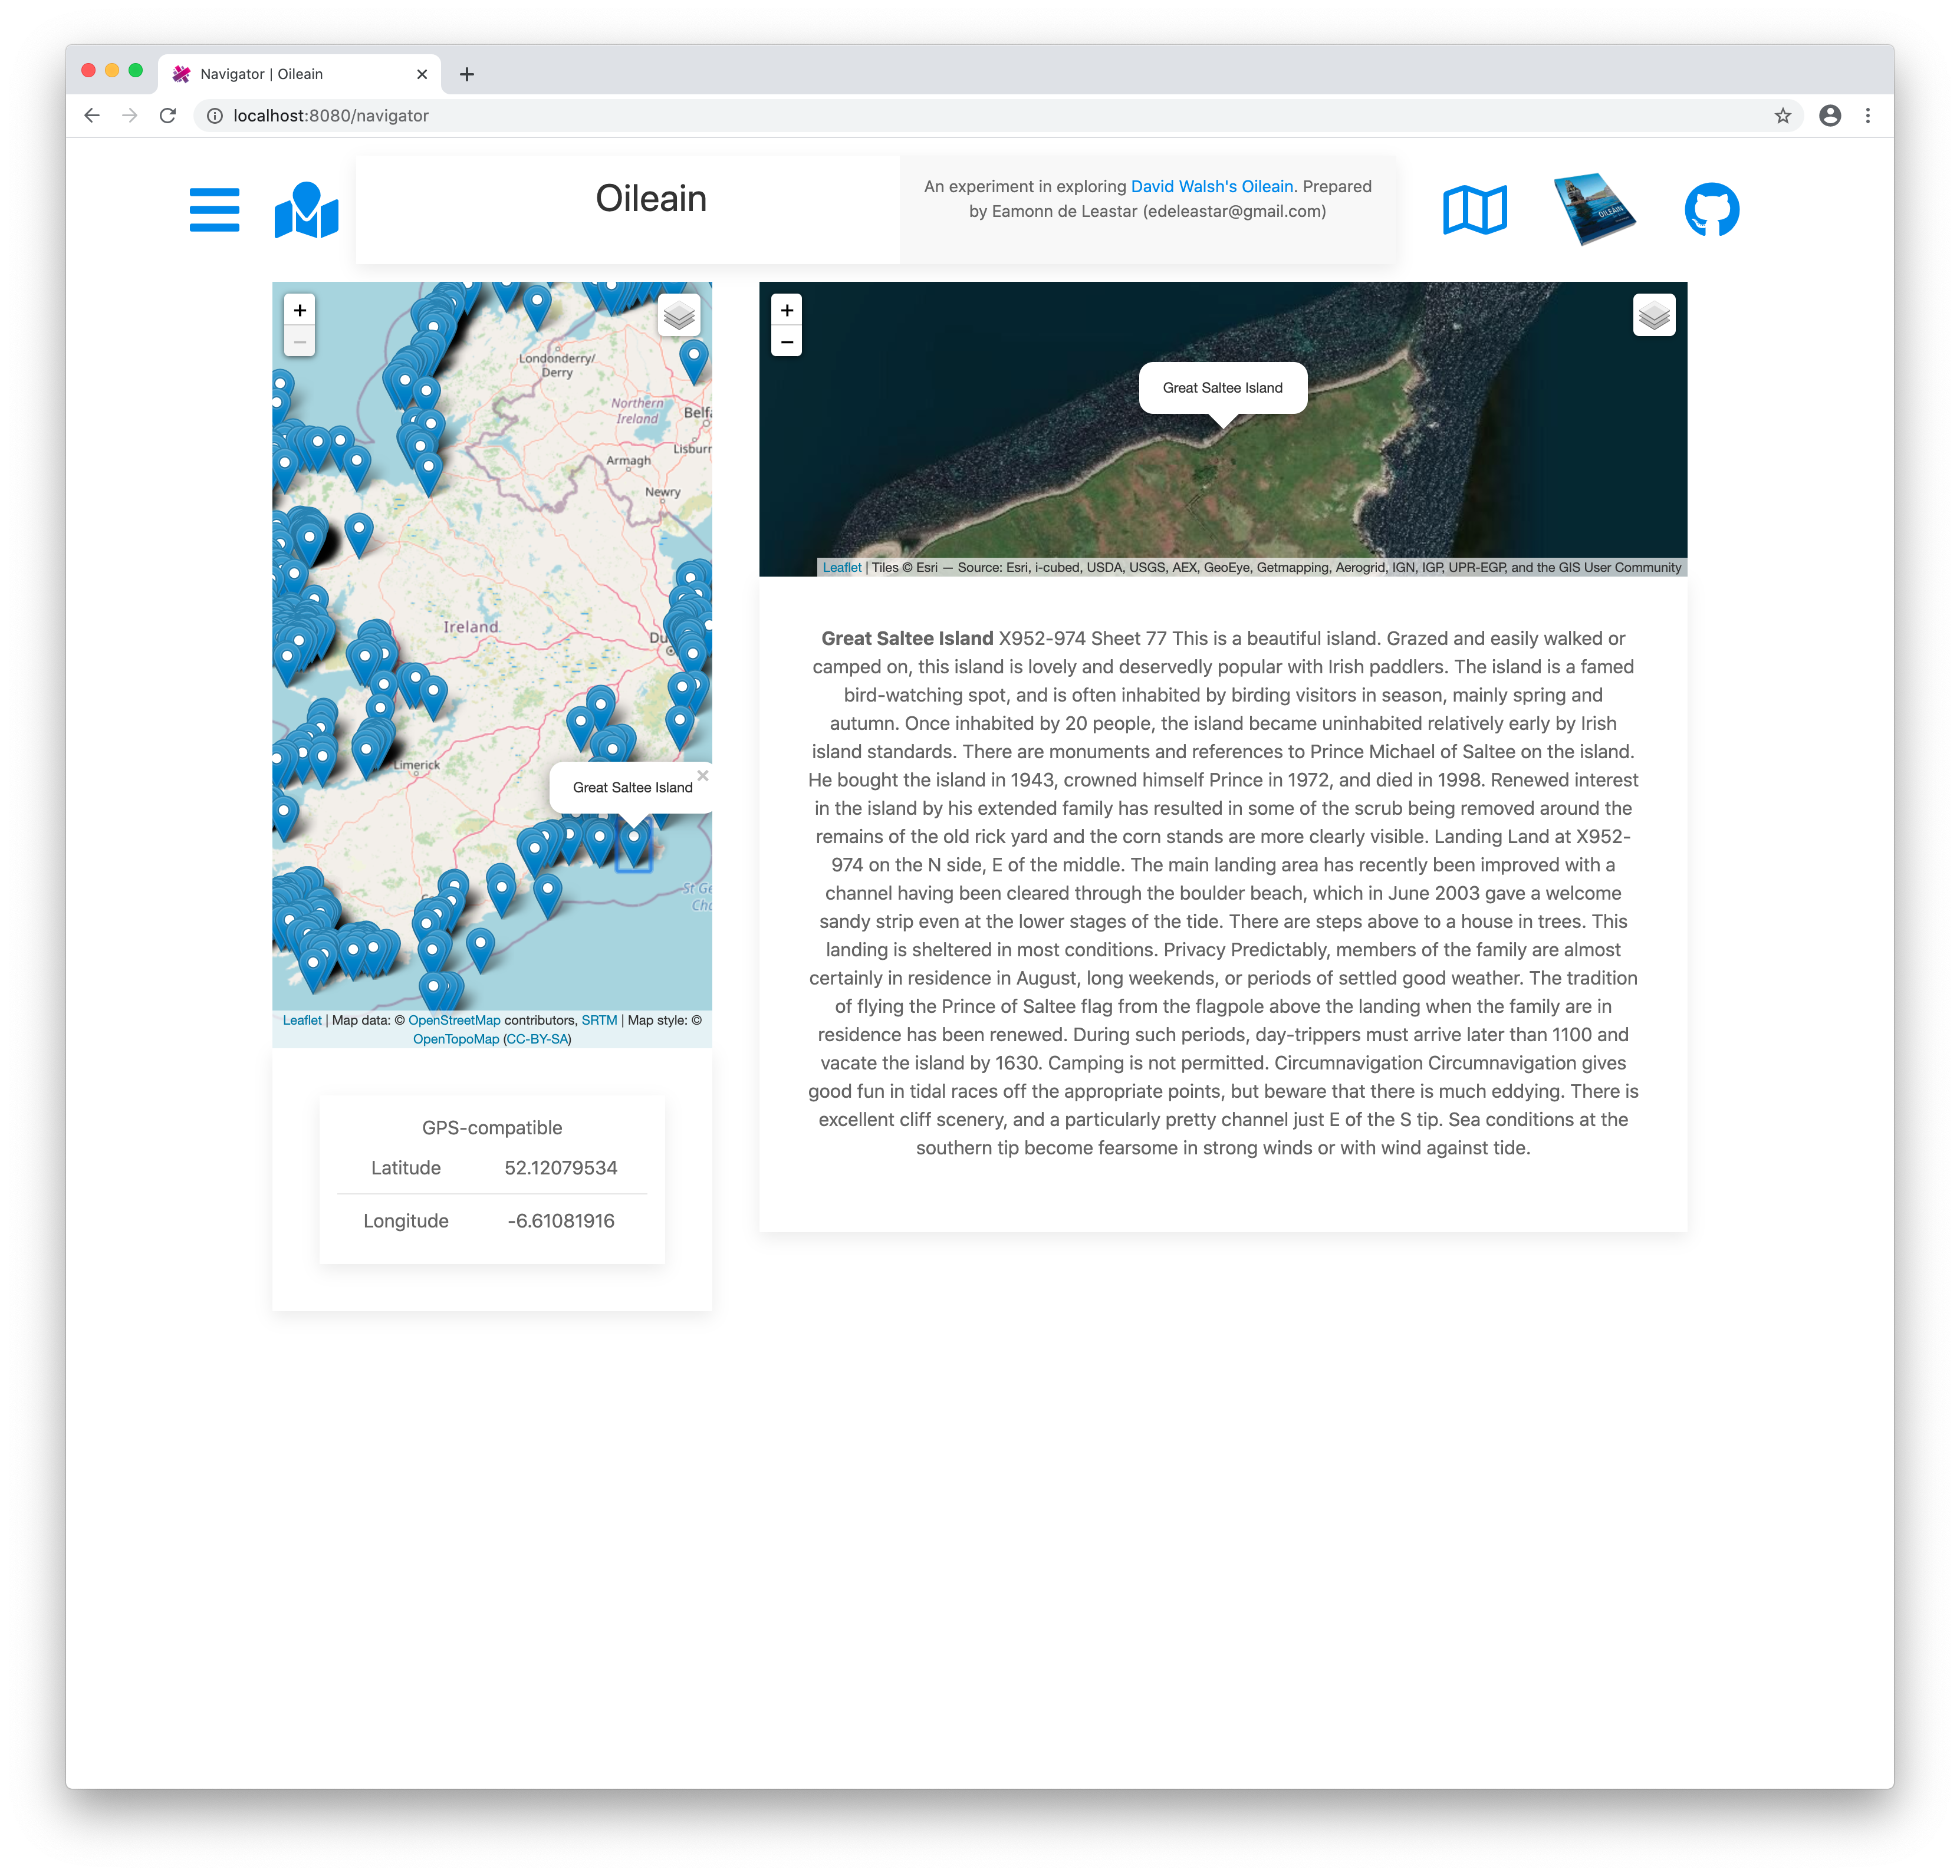 Navigator | Oileain
localhost:8080/navigator
Oileain
An experiment in exploring David Walsh's Oileain. Prepared
by Eamonn de Leastar (edeleastar@gmail.com)
OILEAIN
+
−
Londonderry/
Derry
Northern
Ireland
Belfa
Lisburn
Armagh
Newry
Ireland
Du
Limerick
Great Saltee Island
×
St Ge
Cha
Leaflet | Map data: © OpenStreetMap contributors, SRTM | Map style: ©
OpenTopoMap (CC-BY-SA)
GPS-compatible
Latitude 52.12079534
Longitude -6.61081916
+
−
Great Saltee Island
Leaflet | Tiles © Esri — Source: Esri, i-cubed, USDA, USGS, AEX, GeoEye, Getmapping, Aerogrid, IGN, IGP, UPR-EGP, and the GIS User Community
Great Saltee Island X952-974 Sheet 77 This is a beautiful island. Grazed and easily walked or
camped on, this island is lovely and deservedly popular with Irish paddlers. The island is a famed
bird-watching spot, and is often inhabited by birding visitors in season, mainly spring and
autumn. Once inhabited by 20 people, the island became uninhabited relatively early by Irish
island standards. There are monuments and references to Prince Michael of Saltee on the island.
He bought the island in 1943, crowned himself Prince in 1972, and died in 1998. Renewed interest
in the island by his extended family has resulted in some of the scrub being removed around the
remains of the old rick yard and the corn stands are more clearly visible. Landing Land at X952-
974 on the N side, E of the middle. The main landing area has recently been improved with a
channel having been cleared through the boulder beach, which in June 2003 gave a welcome
sandy strip even at the lower stages of the tide. There are steps above to a house in trees. This
landing is sheltered in most conditions. Privacy Predictably, members of the family are almost
certainly in residence in August, long weekends, or periods of settled good weather. The tradition
of flying the Prince of Saltee flag from the flagpole above the landing when the family are in
residence has been renewed. During such periods, day-trippers must arrive later than 1100 and
vacate the island by 1630. Camping is not permitted. Circumnavigation Circumnavigation gives
good fun in tidal races off the appropriate points, but beware that there is much eddying. There is
excellent cliff scenery, and a particularly pretty channel just E of the S tip. Sea conditions at the
southern tip become fearsome in strong winds or with wind against tide.